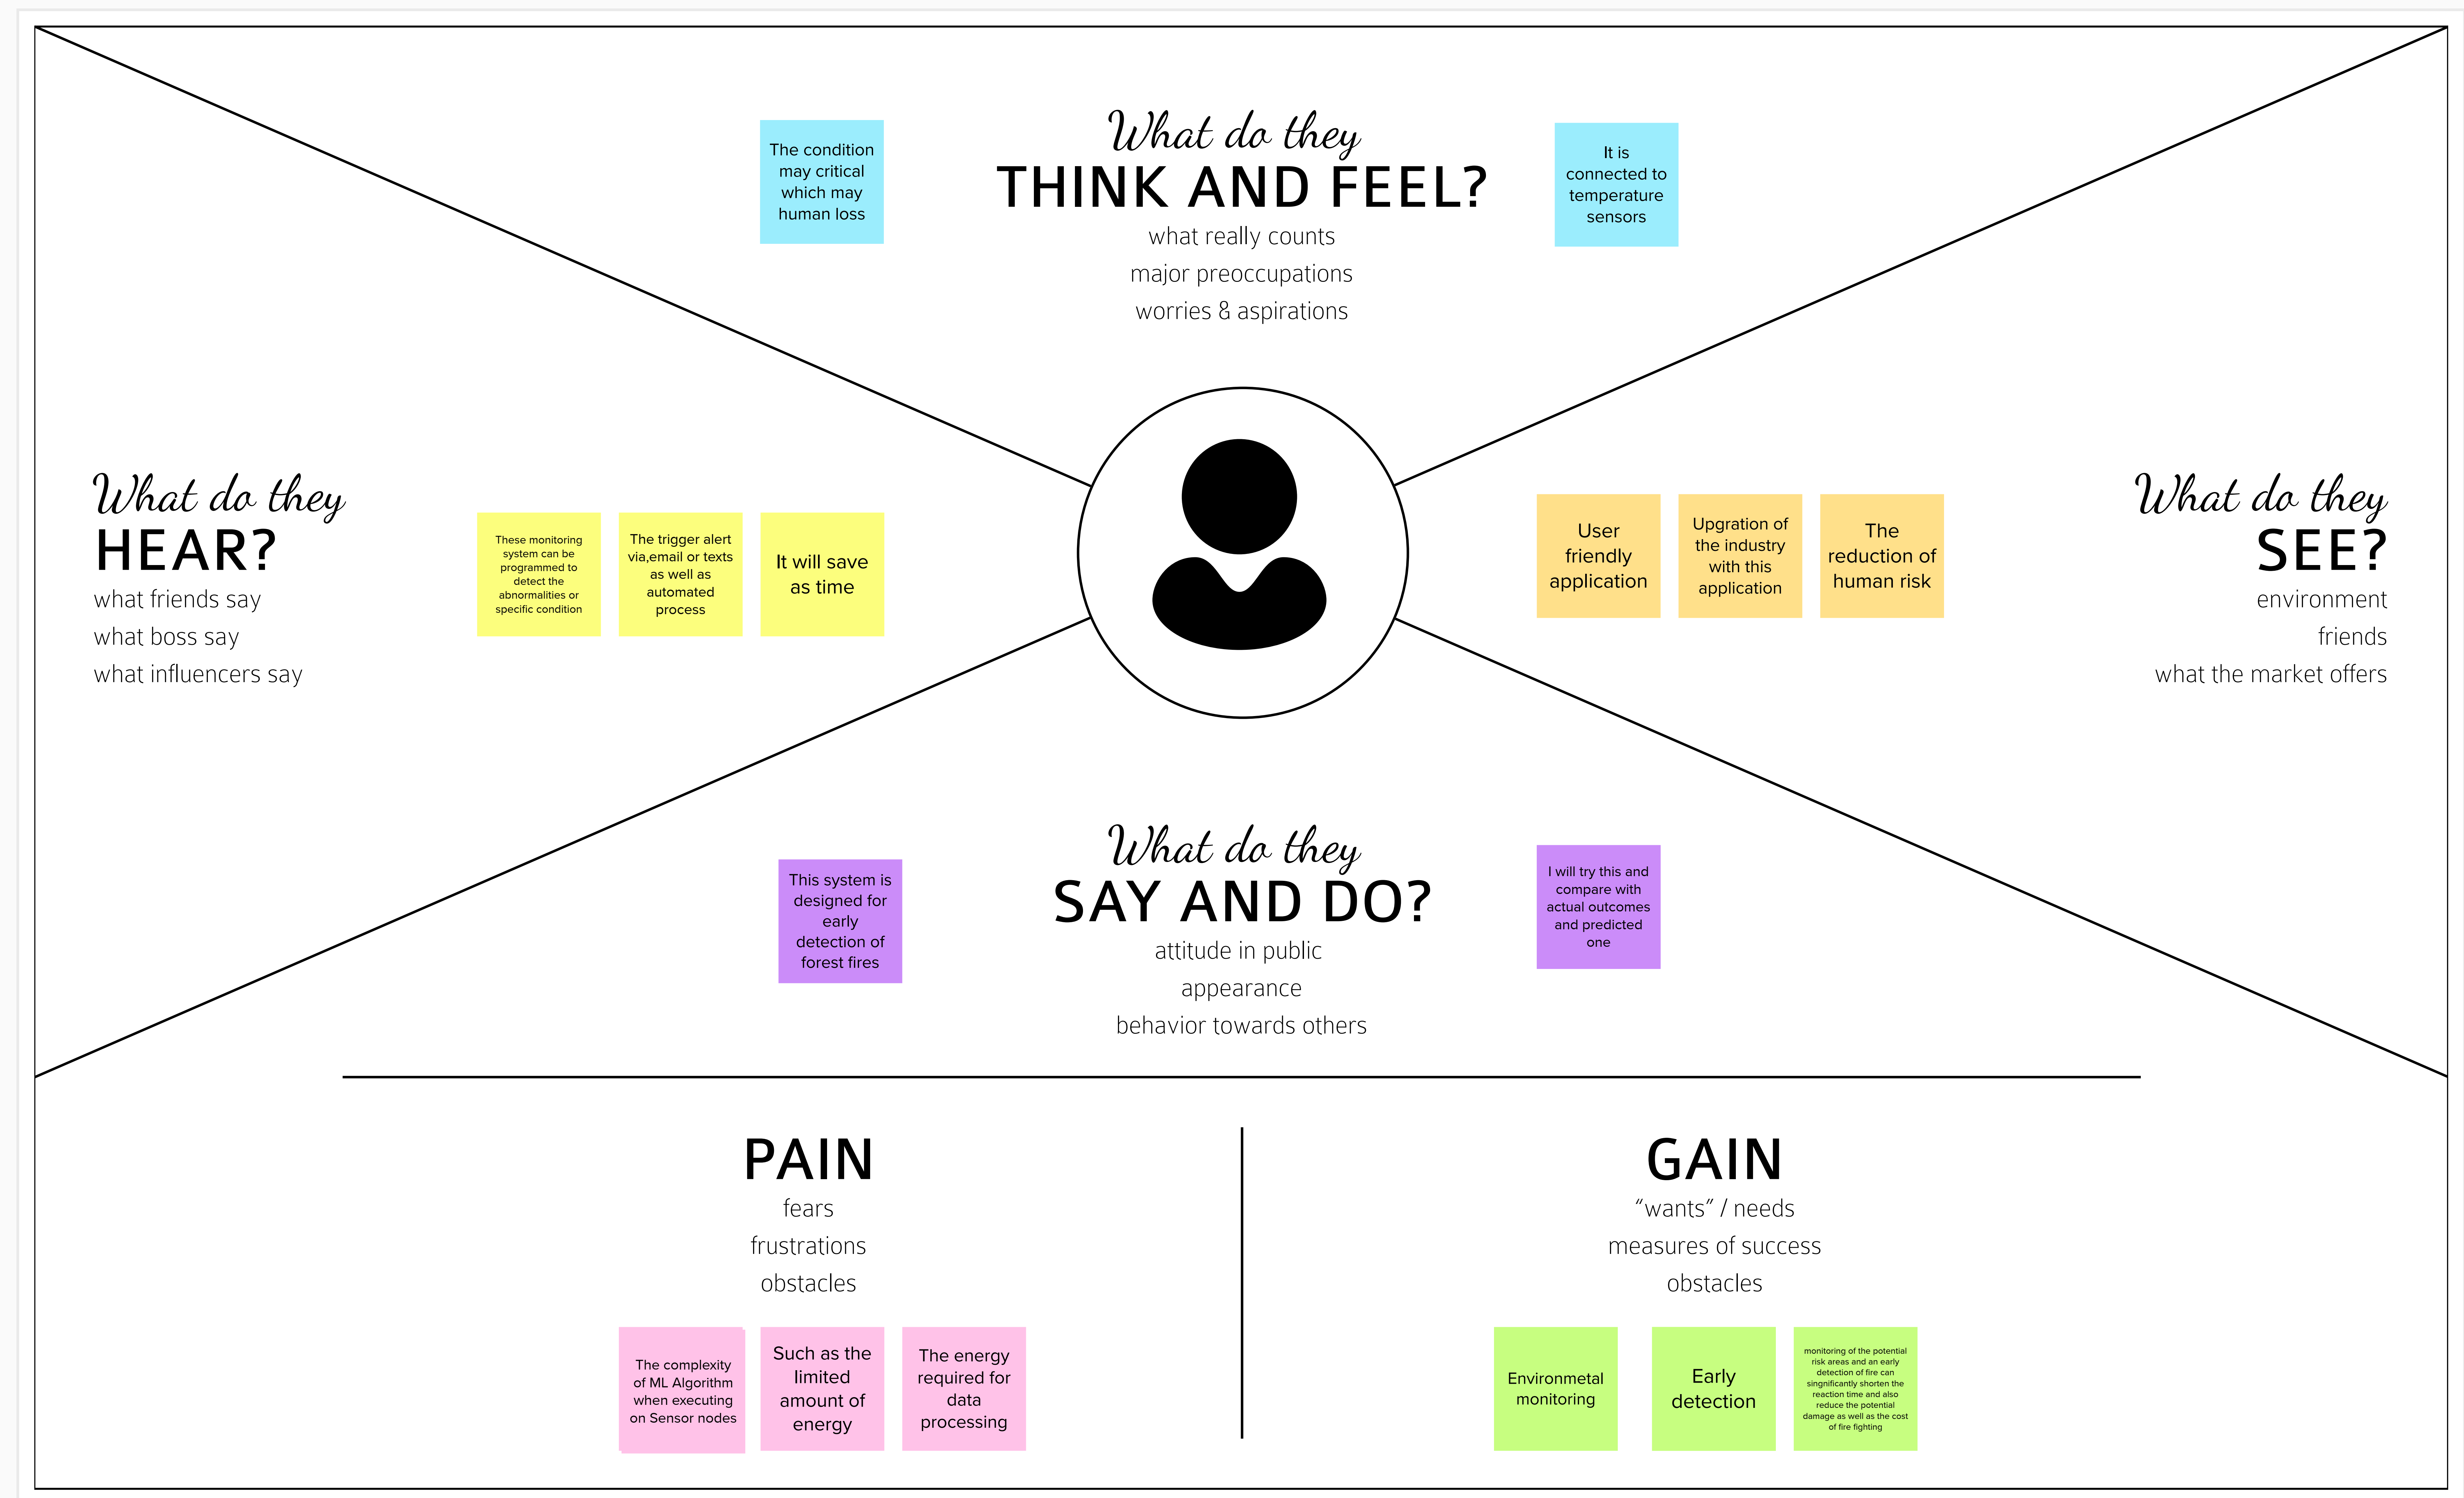 What do they
THINK AND FEEL?
what really counts
major preoccupations
worries & aspirations
The condition
may critical
which may
human loss
It is
connected to
temperature
sensors
What do they
HEAR?
what friends say
what boss say
what influencers say
These monitoring
system can be
programmed to
detect the
abnormalities or
specific condition
The trigger alert
via,email or texts
as well as
automated
process
It will save
as time
User
friendly
application
Upgration of
the industry
with this
application
The
reduction of
human risk
What do they
SEE?
environment
friends
what the market offers
What do they
SAY AND DO?
attitude in public
appearance
behavior towards others
This system is
designed for
early
detection of
forest fires
I will try this and
compare with
actual outcomes
and predicted
one
PAIN
fears
frustrations
obstacles
The complexity
of ML Algorithm
when executing
on Sensor nodes
Such as the
limited
amount of
energy
The energy
required for
data
processing
GAIN
“wants” / needs
measures of success
obstacles
Environmetal
monitoring
Early
detection
monitoring of the potential
risk areas and an early
detection of fire can
singnificantly shorten the
reaction time and also
reduce the potential
damage as well as the cost
of fire fighting